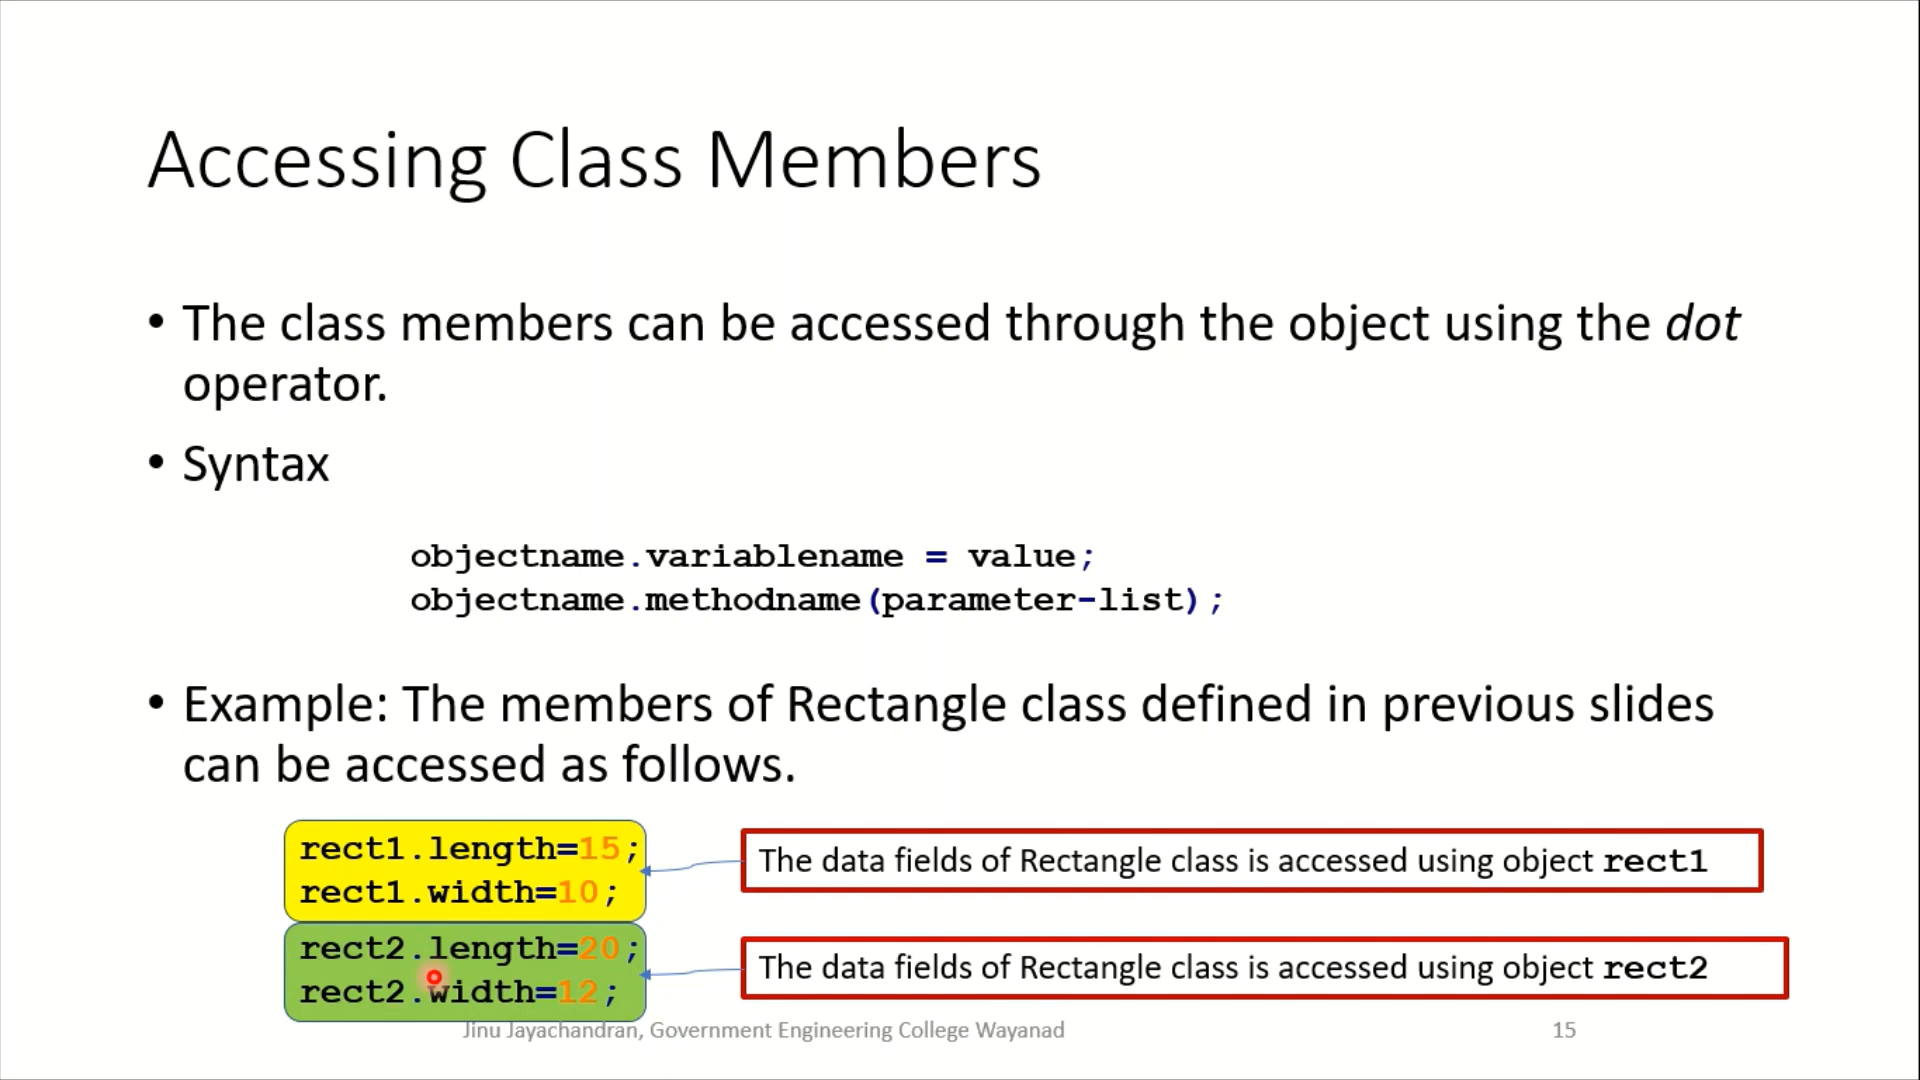 Accessing Class Members
• The class members can be accessed through the object using the dot
operator.
• Syntax
objectname.variablename = value;
objectname.methodname(parameter-list);
• Example: The members of Rectangle class defined in previous slides
can be accessed as follows.
rect1.length=15;
rect1.width=10;
The data fields of Rectangle class is accessed using object rect1
rect2.length=20;
rect2.width=12;
The data fields of Rectangle class is accessed using object rect2
Jinu Jayachandran, Government Engineering College Wayanad
15